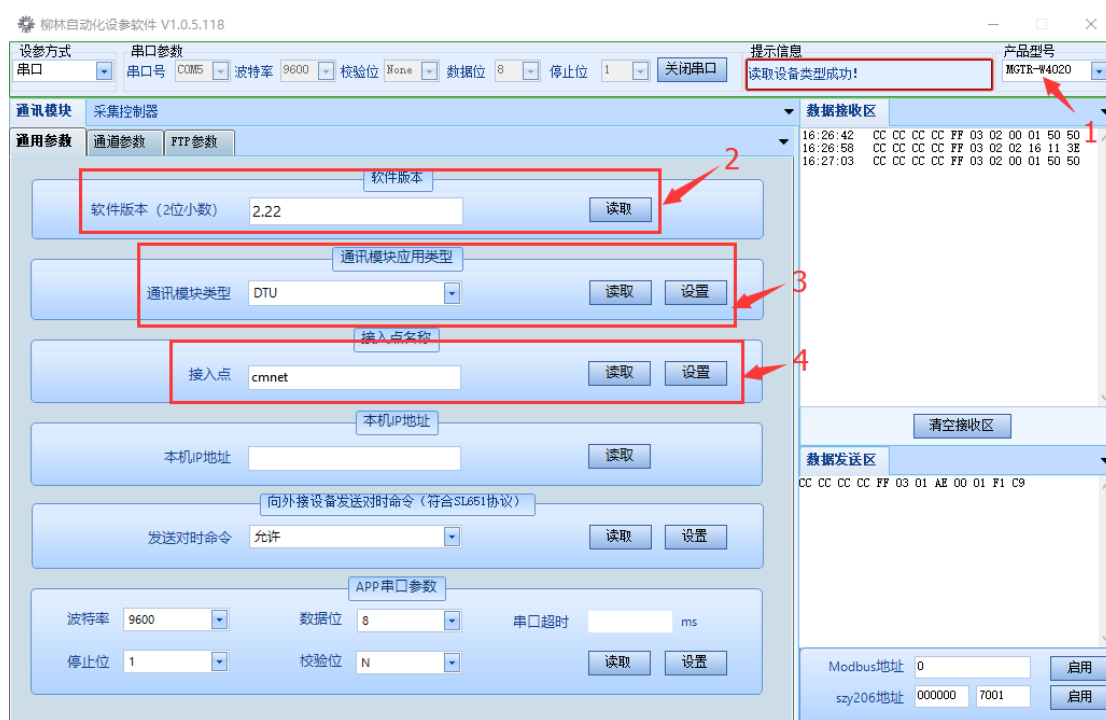 柳林自动化设参软件 V1.0.5.118
设参方式 串口参数 提示信息 产品型号
串口 串口号 COM5 波特率 9600 校验位 None 数据位 8 停止位 1 关闭串口 读取设备类型成功! MGTR-W4020
通讯模块 采集控制器
通用参数 通道参数 FTP参数
软件版本
软件版本（2位小数） 2.22 读取
通讯模块应用类型
通讯模块类型 DTU 读取 设置
接入点名称
接入点 cmnet 读取 设置
本机IP地址
本机IP地址 读取
向外接设备发送对时命令（符合SL651协议）
发送对时命令 允许 读取 设置
APP串口参数
波特率 9600 数据位 8 串口超时 ms
停止位 1 校验位 N 读取 设置
数据接收区
16:26:42 CC CC CC CC FF 03 02 00 01 50 50
16:26:58 CC CC CC CC FF 03 02 02 16 11 3E
16:27:03 CC CC CC CC FF 03 02 00 01 50 50
清空接收区
数据发送区
CC CC CC CC FF 03 01 AE 00 01 F1 C9
Modbus地址 0 启用
szy206地址 000000 7001 启用
1
2
3
4